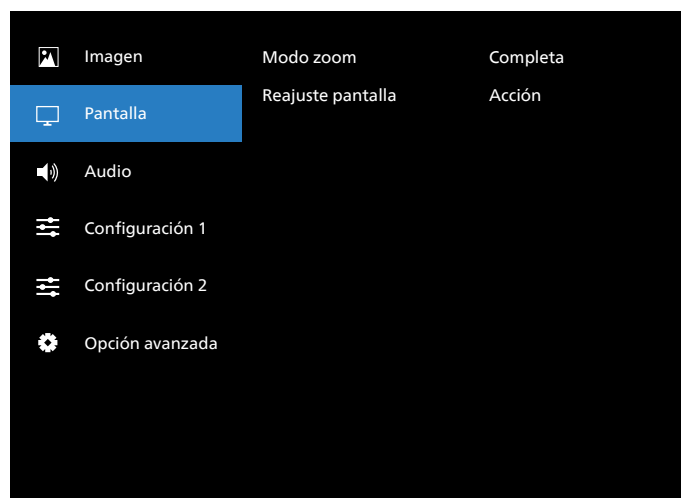 Imagen
Modo zoom Completa
Reajuste pantalla Acción
Pantalla
Audio
Configuración 1
Configuración 2
Opción avanzada